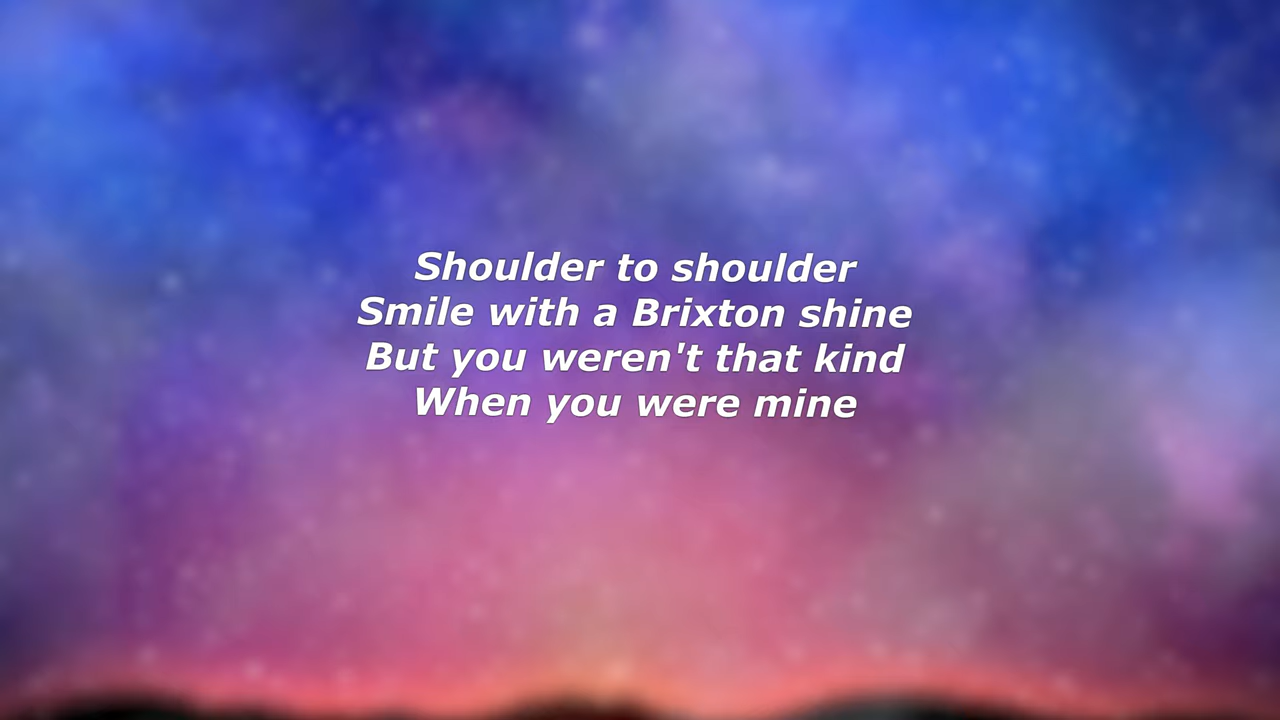 Shoulder to shoulder
Smile with a Brixton shine
But you weren't that kind
When you were mine